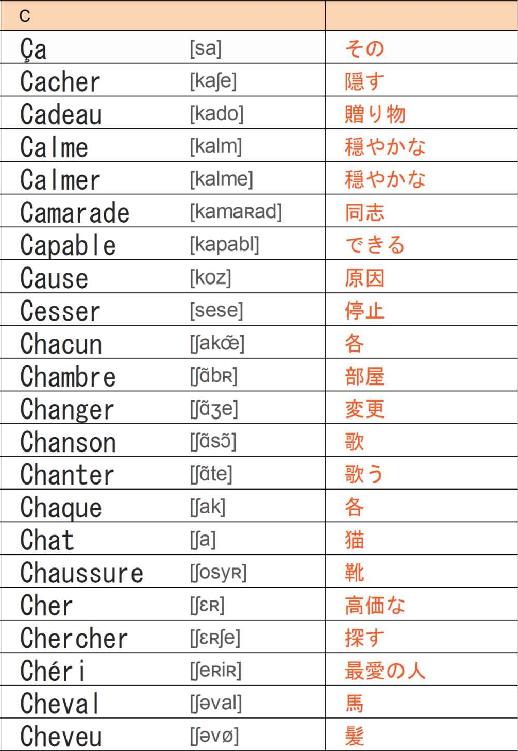 C
Ça [sa] その
Cacher [kaʃe] 隠す
Cadeau [kado] 贈り物
Calme [kalm] 穏やかな
Calmer [kalme] 穏やかな
Camarade [kamaʀad] 同志
Capable [kapabl] できる
Cause [koz] 原因
Cesser [sese] 停止
Chacun [ʃakœ̃] 各
Chambre [ʃɑ̃bʀ] 部屋
Changer [ʃɑ̃ʒe] 変更
Chanson [ʃɑ̃sɔ̃] 歌
Chanter [ʃɑ̃te] 歌う
Chaque [ʃak] 各
Chat [ʃa] 猫
Chaussure [ʃosyʀ] 靴
Cher [ʃɛʀ] 高価な
Chercher [ʃɛʀʃe] 探す
Chéri [ʃeʀiʀ] 最愛の人
Cheval [ʃəval] 馬
Cheveu [ʃəvø] 髪